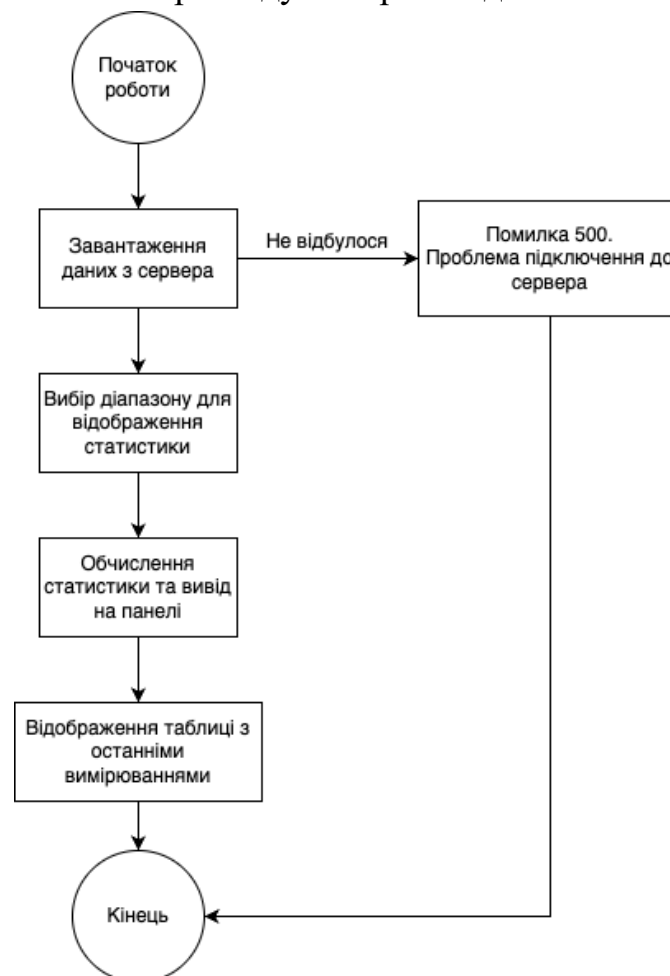 Початок
роботи
Завантаження
даних з сервера
Не відбулося
Помилка 500.
Проблема підключення до
сервера
Вибір діапазону для
відображення
статистики
Обчислення
статистики та вивід
на панелі
Відображення таблиці з
останніми
вимірюваннями
Кінець